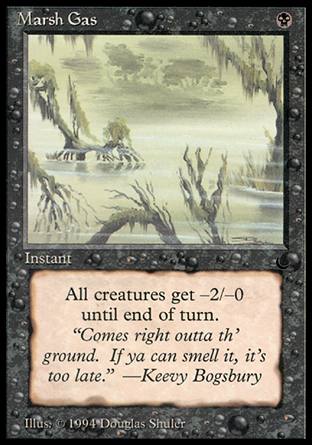 Marsh Gas
Instant
All creatures get –2/–0
until end of turn.
“Comes right outta th’
ground.  If ya can smell it, it’s
too late.” —Keevy Bogsbury
Illus: © 1994 Douglas Shuler